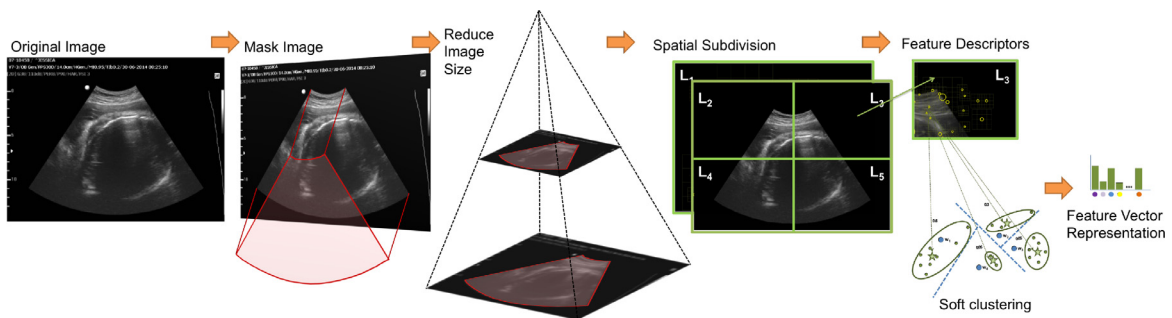 Original Image
Mask Image
Reduce
Image
Size
Spatial Subdivision
Feature Descriptors
L1
L2
L3
L4
L5
L3
Soft clustering
Feature Vector
Representation